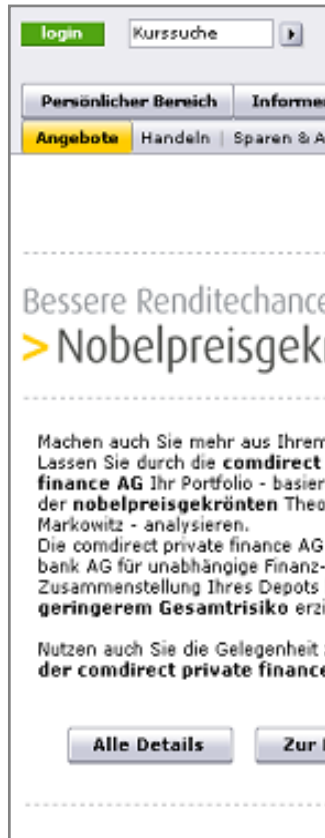 login Kurssuche
Persönlicher Bereich Informe
Angebote Handeln | Sparen & A
Bessere Renditechance
> Nobelpreisgekr
Machen auch Sie mehr aus Ihrem
Lassen Sie durch die comdirect
finance AG Ihr Portfolio - basier
der nobelpreisgekrönten Theo
Markowitz - analysieren.
Die comdirect private finance AG
bank AG für unabhängige Finanz-
Zusammenstellung Ihres Depots
geringerem Gesamtrisiko erzi
Nutzen auch Sie die Gelegenheit
der comdirect private finance
Alle Details Zur